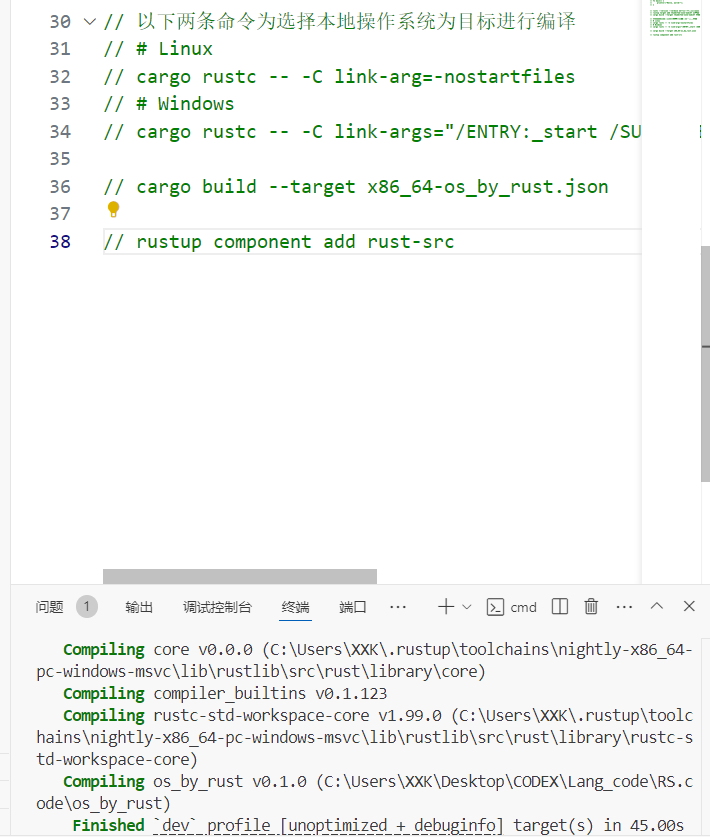 30 // 以下两条命令为选择本地操作系统为目标进行编译
31 // # Linux
32 // cargo rustc -- -C link-arg=-nostartfiles
33 // # Windows
34 // cargo rustc -- -C link-args="/ENTRY:_start /SU
35
36 // cargo build --target x86_64-os_by_rust.json
37
38 // rustup component add rust-src
问题 1 输出 调试控制台 终端 端口 ··· cmd ···
Compiling core v0.0.0 (C:\Users\XXK\.rustup\toolchains\nightly-x86_64-
pc-windows-msvc\lib\rustlib\src\rust\library\core)
Compiling compiler_builtins v0.1.123
Compiling rustc-std-workspace-core v1.99.0 (C:\Users\XXK\.rustup\toolc
hains\nightly-x86_64-pc-windows-msvc\lib\rustlib\src\rust\library\rustc-s
td-workspace-core)
Compiling os_by_rust v0.1.0 (C:\Users\XXK\Desktop\CODEX\Lang_code\RS.c
ode\os_by_rust)
Finished `dev` profile [unoptimized + debuginfo] target(s) in 45.00s